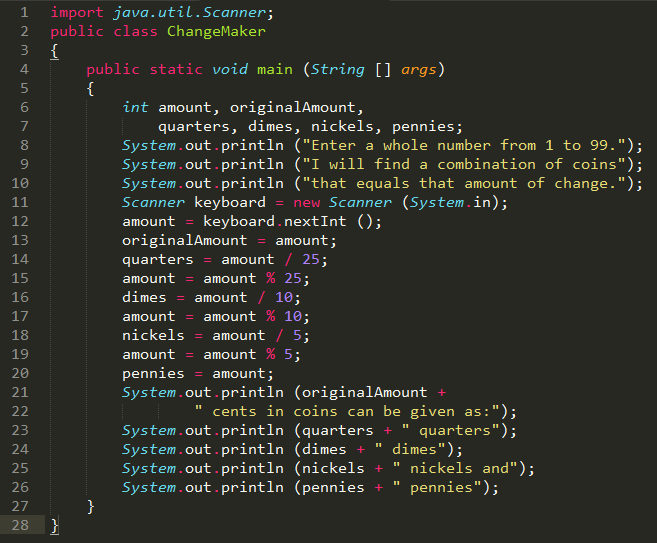 1 import java.util.Scanner;
2 public class ChangeMaker
3 {
4 public static void main (String [] args)
5 {
6 int amount, originalAmount,
7 quarters, dimes, nickels, pennies;
8 System.out.println ("Enter a whole number from 1 to 99.");
9 System.out.println ("I will find a combination of coins");
10 System.out.println ("that equals that amount of change.");
11 Scanner keyboard = new Scanner (System.in);
12 amount = keyboard.nextInt ();
13 originalAmount = amount;
14 quarters = amount / 25;
15 amount = amount % 25;
16 dimes = amount / 10;
17 amount = amount % 10;
18 nickels = amount / 5;
19 amount = amount % 5;
20 pennies = amount;
21 System.out.println (originalAmount +
22 " cents in coins can be given as:");
23 System.out.println (quarters + " quarters");
24 System.out.println (dimes + " dimes");
25 System.out.println (nickels + " nickels and");
26 System.out.println (pennies + " pennies");
27 }
28 }